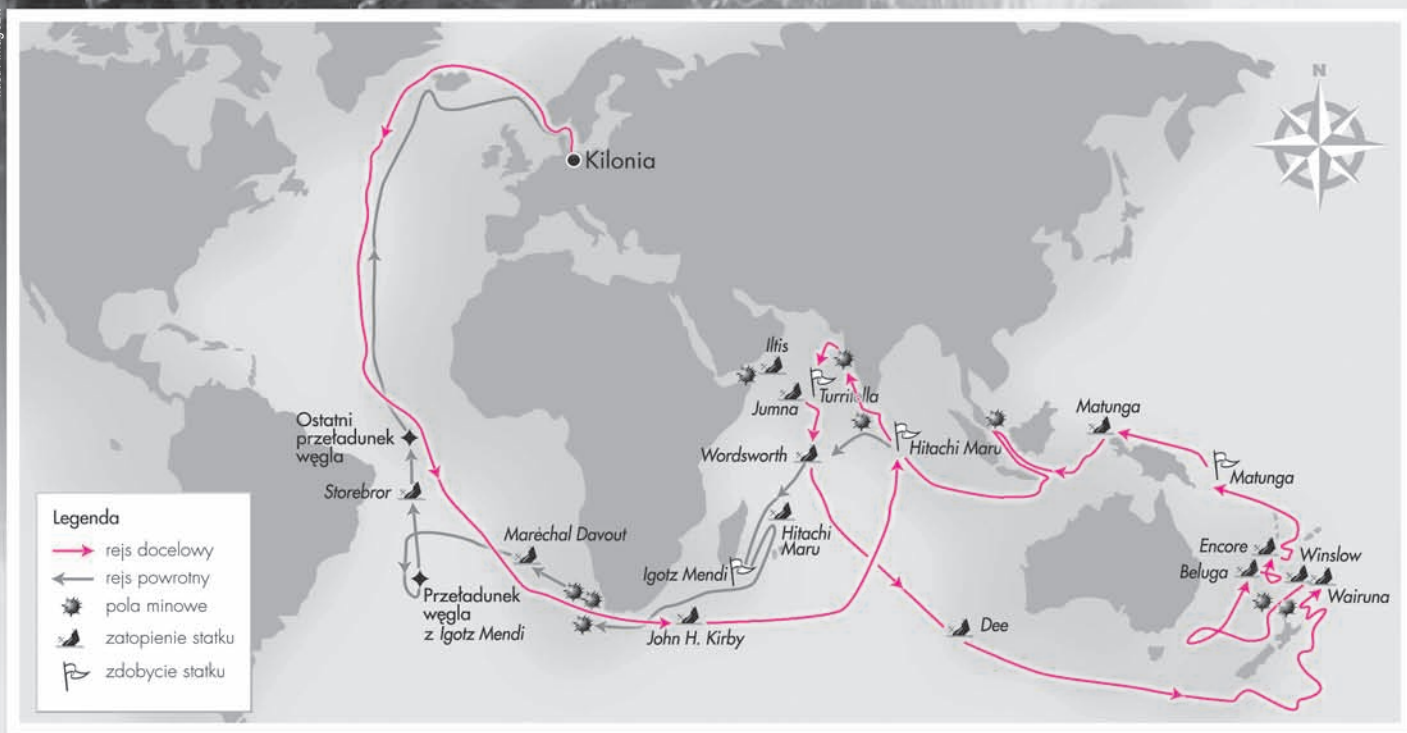 N
Kilonia
Iltis
Jumna
Turritella
Wordsworth
Hitachi Maru
Matunga
Matunga
Ostatni
przeładunek
węgla
Storebror
Maréchal Davout
Hitachi
Maru
Igotz Mendi
Encore
Winslow
Beluga
Wairuna
Przeładunek
węgla
z Igotz Mendi
John H. Kirby
Dee
Legenda
rejs docelowy
rejs powrotny
pola minowe
zatopienie statku
zdobycie statku